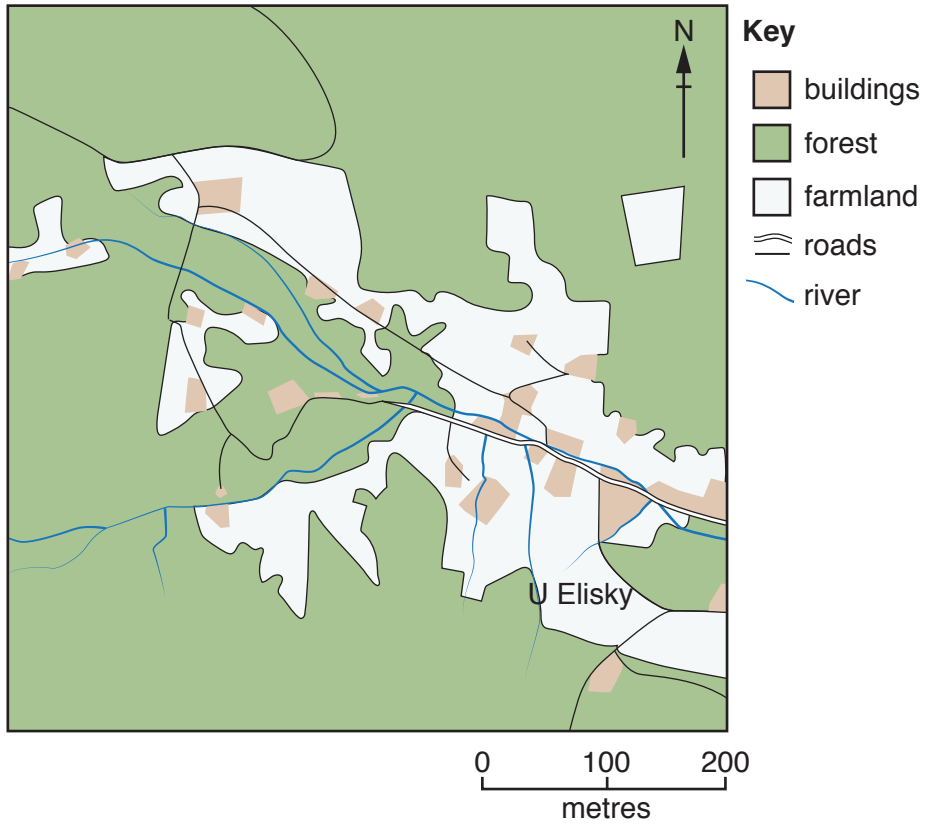 N
Key
buildings
forest
farmland
roads
river
U Elisky
0 100 200
metres